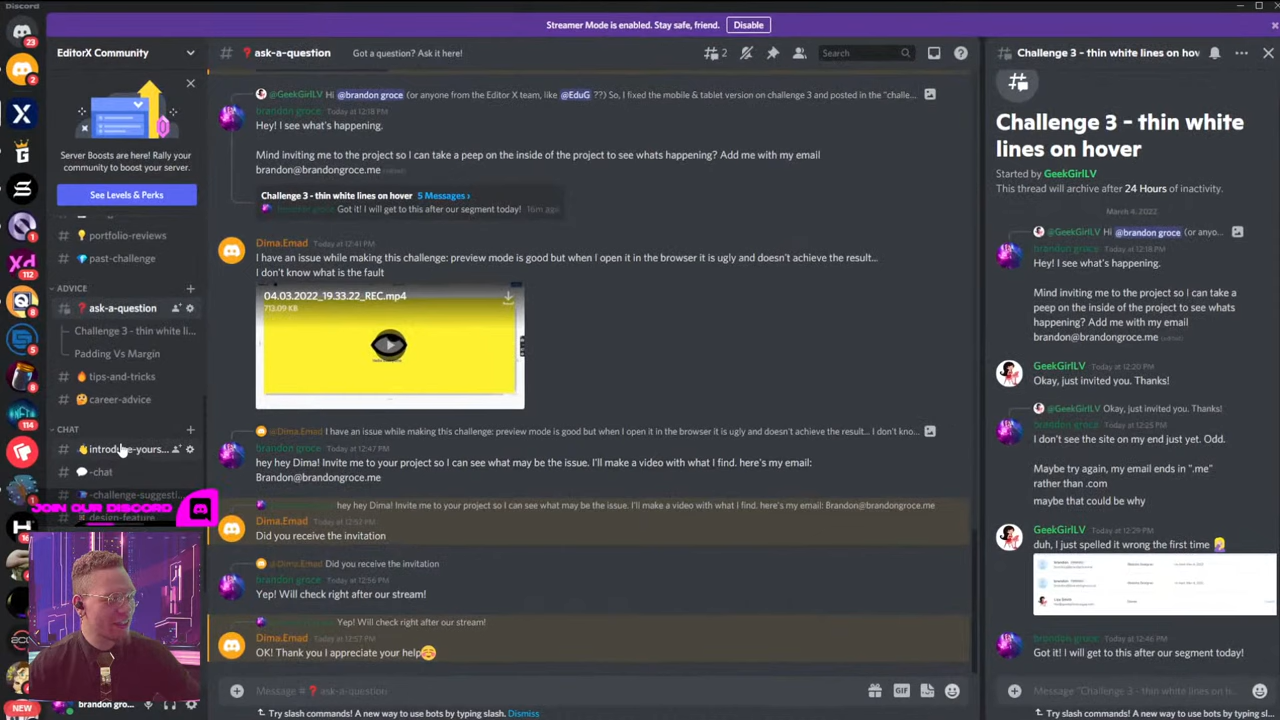 Discord
Streamer Mode is enabled. Stay safe, friend.
Disable
EditorX Community
Server Boosts are here! Rally
your community to boost your
server.
See Levels & Perks
portfolio-reviews
past-challenge
ADVICE
ask-a-question
Challenge 3 - thin white li...
Padding Vs Margin
tips-and-tricks
career-advice
CHAT
introduce-yours...
-chat
-challenge-suggesti...
design-feature
JOIN OUR DISCORD
brandon gro...
23
2
1
112
8
5
8
114
1
NEW
ask-a-question
Got a question? Ask it here!
2
Search
@GeekGirlLV Hi @brandon groce (or anyone from the Editor X team, like @EduG ??) So, I fixed the mobile & tablet version on challenge 3 and posted in the "challe...
brandon groce Today at 12:18 PM
Hey! I see what's happening.
Mind inviting me to the project so I can take a peep on the inside of the project to see whats happening? Add me with my email
brandon@brandongroce.me (edited)
Challenge 3 - thin white lines on hover 5 Messages ›
brandon groce Got it! I will get to this after our segment today! 16m ago
Dima.Emad Today at 12:41 PM
I have an issue while making this challenge: preview mode is good but when I open it in the browser it is ugly and doesn't achieve the result...
I don't know what is the fault
04.03.2022_19.33.22_REC.mp4
713.09 KB
@Dima.Emad I have an issue while making this challenge: preview mode is good but when I open it in the browser it is ugly and doesn't achieve the result... I don't kno...
brandon groce Today at 12:47 PM
hey hey Dima! Invite me to your project so I can see what may be the issue. I'll make a video with what I find. here's my email:
Brandon@brandongroce.me
hey hey Dima! Invite me to your project so I can see what may be the issue. I'll make a video with what I find. here's my email: Brandon@brandongroce.me
Dima.Emad Today at 12:52 PM
Did you receive the invitation
@Dima.Emad Did you receive the invitation
brandon groce Today at 12:56 PM
Yep! Will check right after our stream!
Yep! Will check right after our stream!
Dima.Emad Today at 12:57 PM
OK! Thank you I appreciate your help🥰
Message #❓ask-a-question
GIF
Try slash commands! A new way to use bots by typing slash. Dismiss
Challenge 3 - thin white lines on hov
Challenge 3 - thin white
lines on hover
Started by GeekGirlLV
This thread will archive after 24 Hours of inactivity.
March 4, 2022
@GeekGirlLV Hi @brandon groce (or anyo...
brandon groce Today at 12:18 PM
Hey! I see what's happening.
Mind inviting me to the project so I can take a
peep on the inside of the project to see whats
happening? Add me with my email
brandon@brandongroce.me (edited)
GeekGirlLV Today at 12:20 PM
Okay, just invited you. Thanks!
@GeekGirlLV Okay, just invited you. Thanks!
brandon groce Today at 12:25 PM
I don't see the site on my end just yet. Odd.
Maybe try again, my email ends in ".me"
rather than .com
maybe that could be why
GeekGirlLV Today at 12:29 PM
duh, I just spelled it wrong the first time
brandon groce Today at 12:46 PM
Got it! I will get to this after our segment today!
Message "Challenge 3 - thin white lines on h...
Try slash commands! A new way to use bots by typing slash.